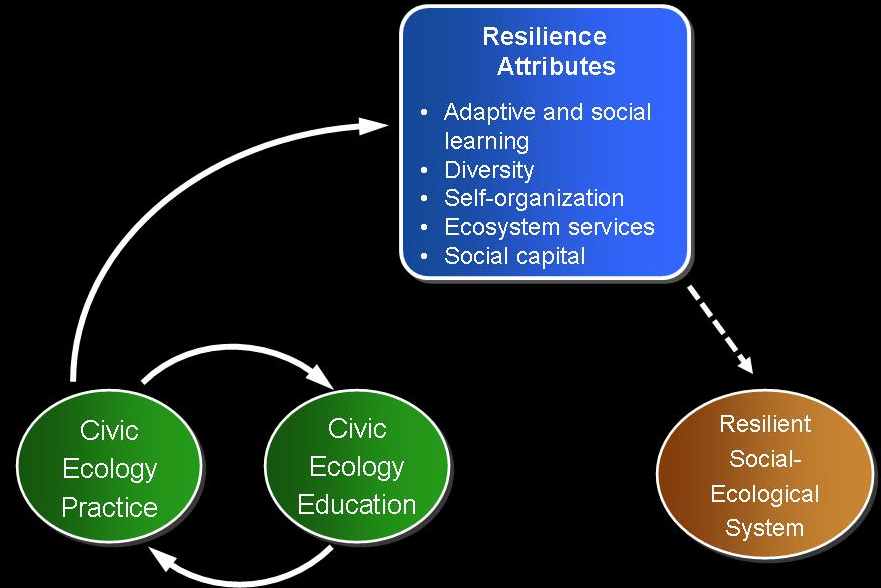 Resilience
Attributes
• Adaptive and social
learning
• Diversity
• Self-organization
• Ecosystem services
• Social capital
Civic
Ecology
Practice
Civic
Ecology
Education
Resilient
Social-
Ecological
System